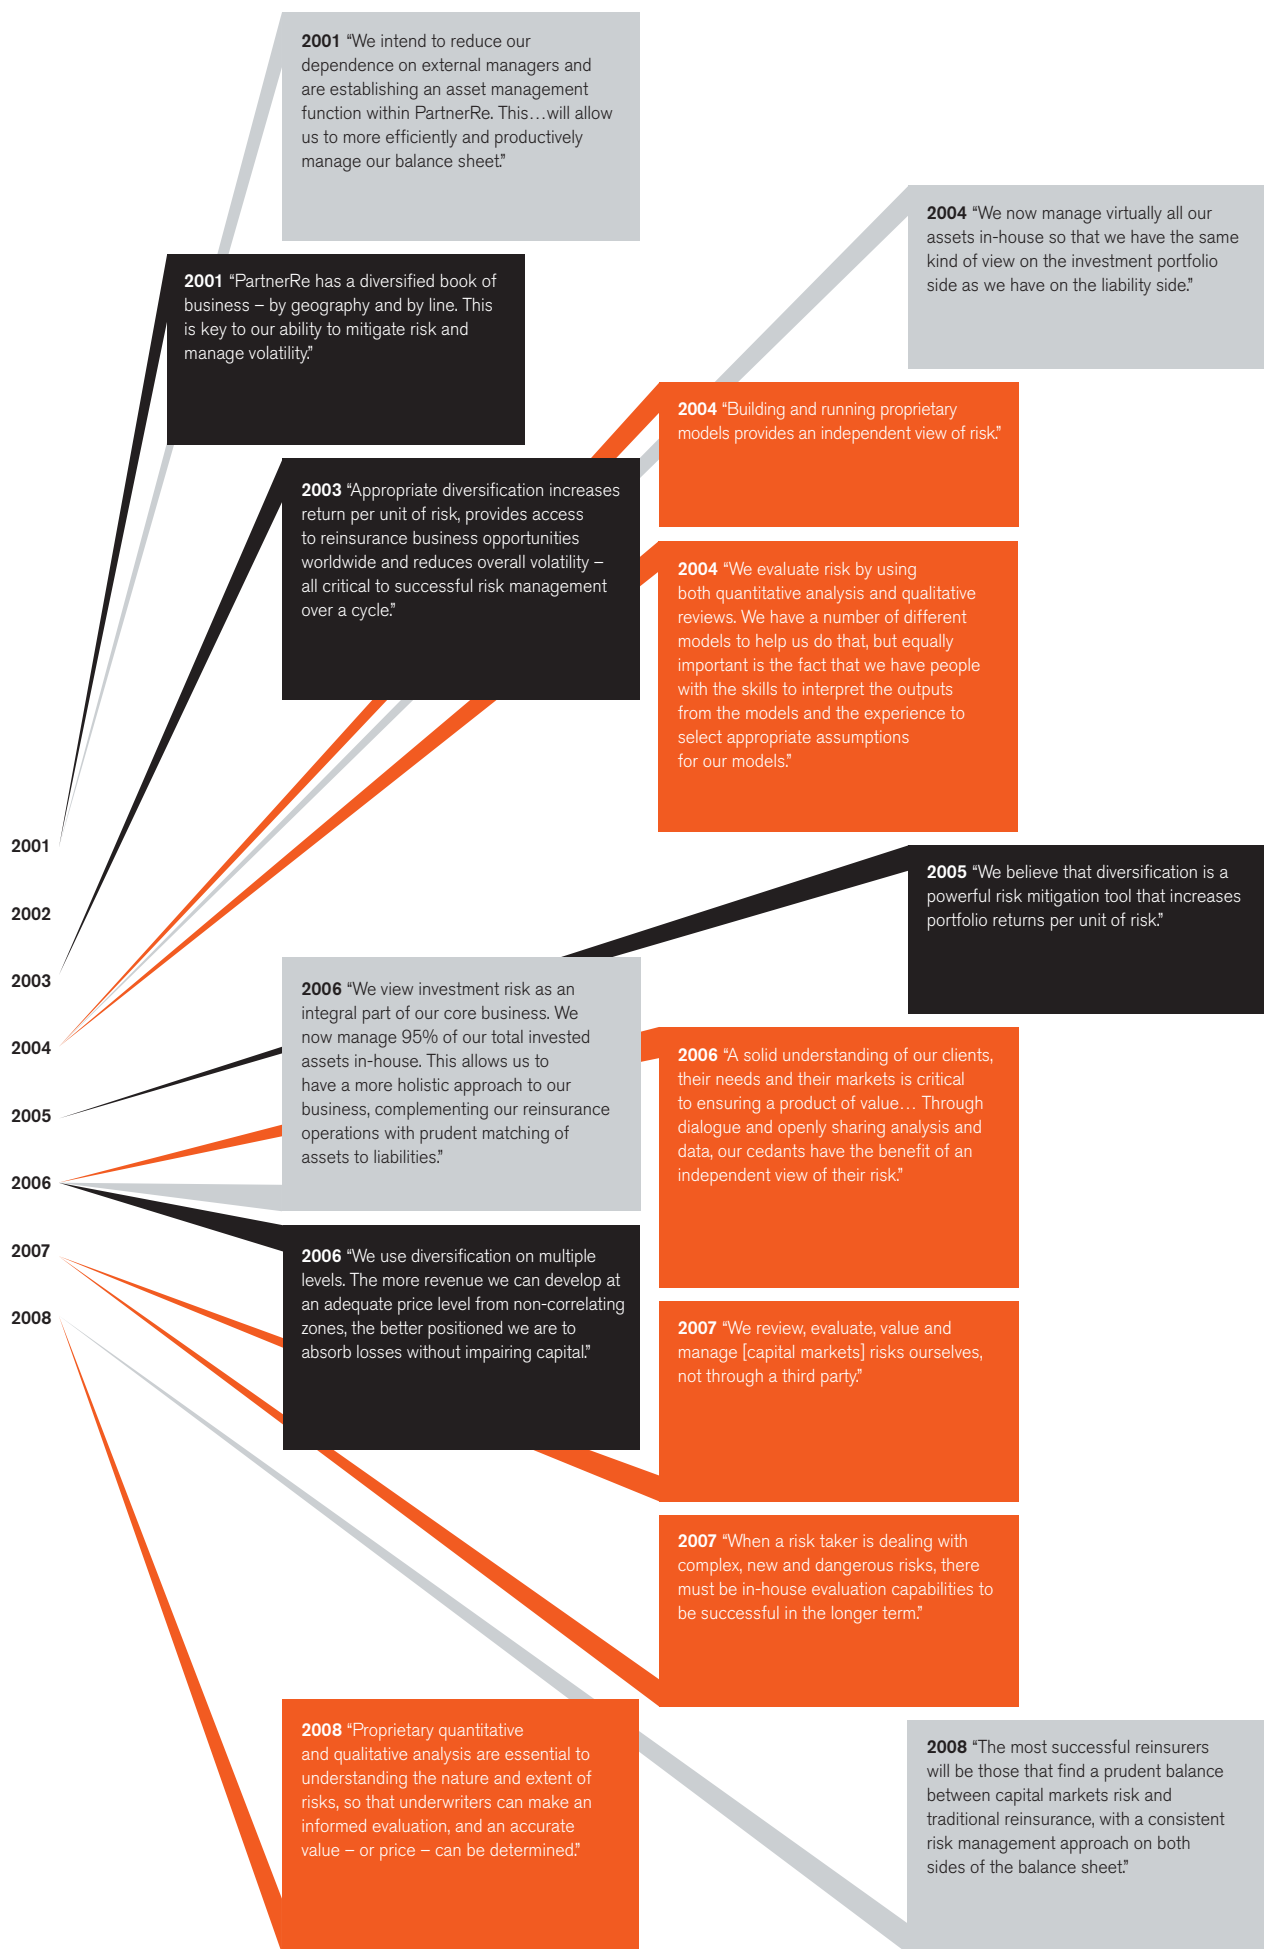 2001 “We intend to reduce our
dependence on external managers and
are establishing an asset management
function within PartnerRe. This…will allow
us to more efficiently and productively
manage our balance sheet.”
2004 “We now manage virtually all our
assets in-house so that we have the same
kind of view on the investment portfolio
side as we have on the liability side.”
2001 “PartnerRe has a diversified book of
business – by geography and by line. This
is key to our ability to mitigate risk and
manage volatility.”
2004 “Building and running proprietary
models provides an independent view of risk.”
2003 “Appropriate diversification increases
return per unit of risk, provides access
to reinsurance business opportunities
worldwide and reduces overall volatility –
all critical to successful risk management
over a cycle.”
2004 “We evaluate risk by using
both quantitative analysis and qualitative
reviews. We have a number of different
models to help us do that, but equally
important is the fact that we have people
with the skills to interpret the outputs
from the models and the experience to
select appropriate assumptions
for our models.”
2001
2002
2003
2004
2005
2006
2007
2008
2005 “We believe that diversification is a
powerful risk mitigation tool that increases
portfolio returns per unit of risk.”
2006 “We view investment risk as an
integral part of our core business. We
now manage 95% of our total invested
assets in-house. This allows us to
have a more holistic approach to our
business, complementing our reinsurance
operations with prudent matching of
assets to liabilities.”
2006 “A solid understanding of our clients,
their needs and their markets is critical
to ensuring a product of value… Through
dialogue and openly sharing analysis and
data, our cedants have the benefit of an
independent view of their risk.”
2006 “We use diversification on multiple
levels. The more revenue we can develop at
an adequate price level from non-correlating
zones, the better positioned we are to
absorb losses without impairing capital.”
2007 “We review, evaluate, value and
manage [capital markets] risks ourselves,
not through a third party.”
2007 “When a risk taker is dealing with
complex, new and dangerous risks, there
must be in-house evaluation capabilities to
be successful in the longer term.”
2008 “Proprietary quantitative
and qualitative analysis are essential to
understanding the nature and extent of
risks, so that underwriters can make an
informed evaluation, and an accurate
value – or price – can be determined.”
2008 “The most successful reinsurers
will be those that find a prudent balance
between capital markets risk and
traditional reinsurance, with a consistent
risk management approach on both
sides of the balance sheet.”